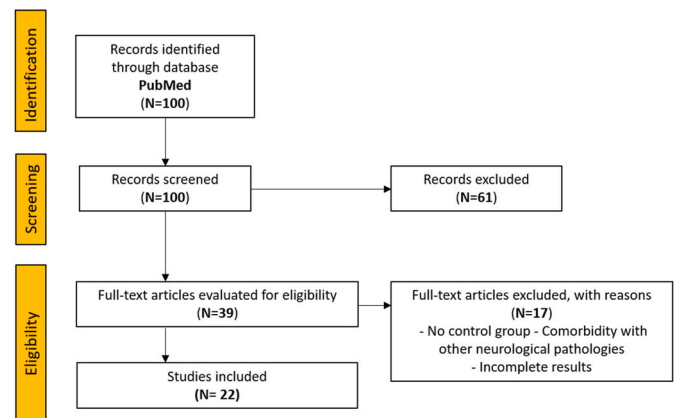 Identification
Records identified
through database
PubMed
(N=100)
Screening
Records screened
(N=100)
Records excluded
(N=61)
Eligibility
Full-text articles evaluated for eligibility
(N=39)
Full-text articles excluded, with reasons
(N=17)
- No control group - Comorbidity with
other neurological pathologies
- Incomplete results
Studies included
(N= 22)